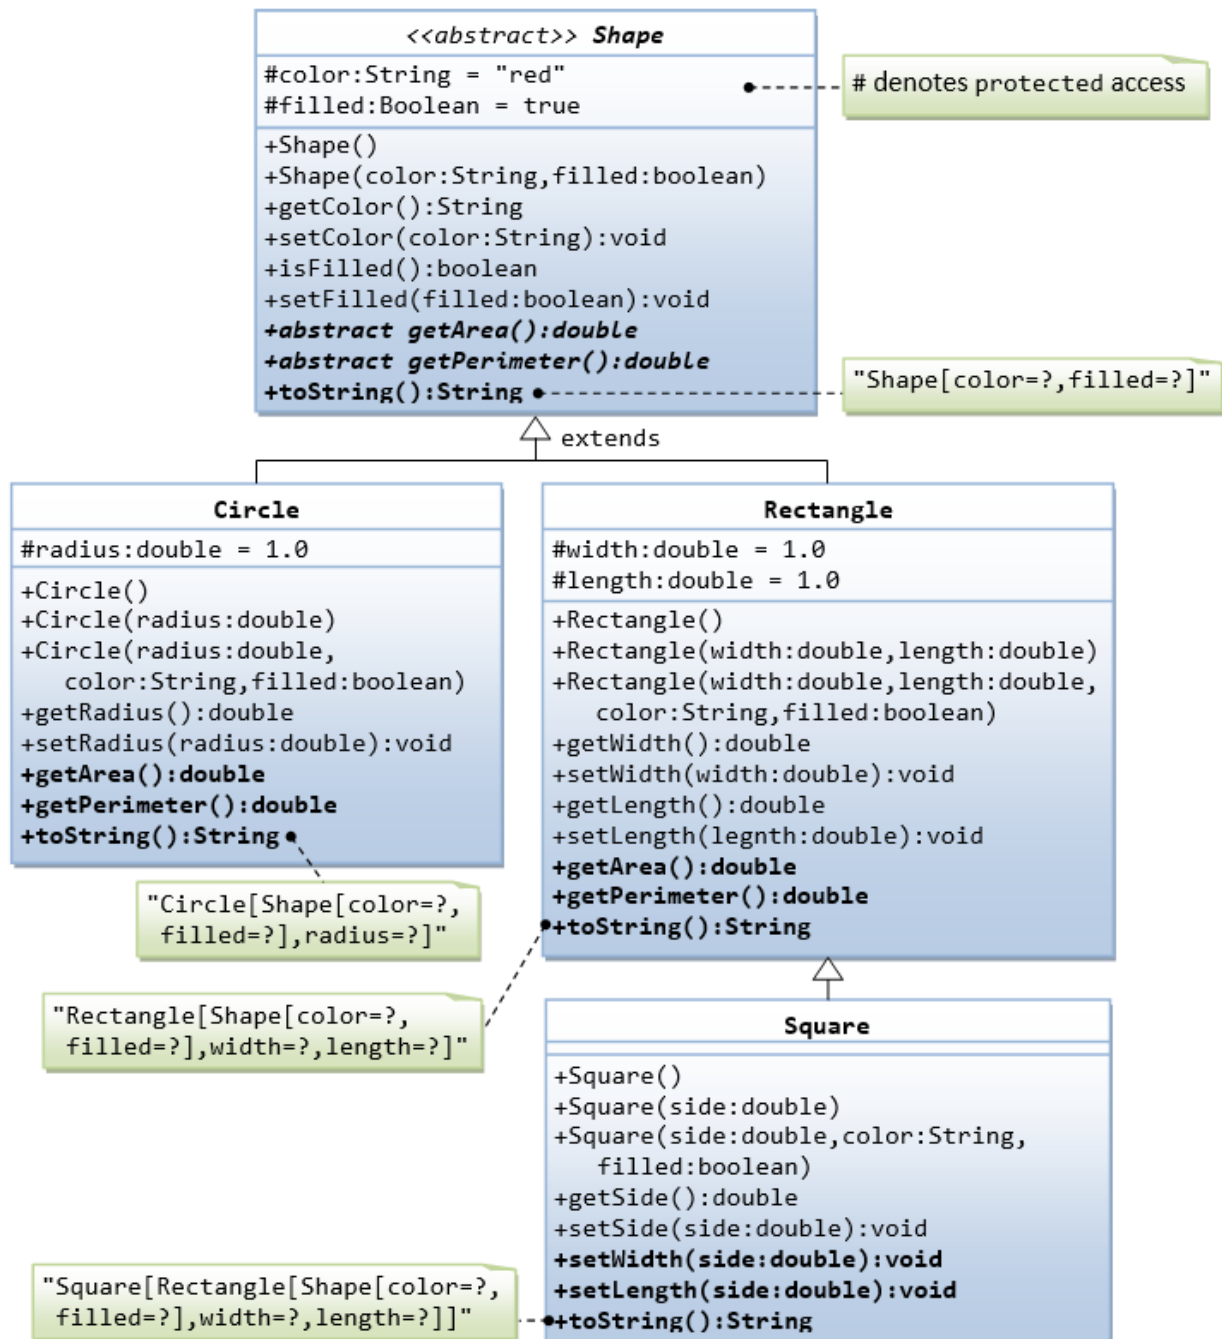 <<abstract>> Shape
#color:String = "red"
#filled:Boolean = true
# denotes protected access
+Shape()
+Shape(color:String,filled:boolean)
+getColor():String
+setColor(color:String):void
+isFilled():boolean
+setFilled(filled:boolean):void
+abstract getArea():double
+abstract getPerimeter():double
+toString():String
"Shape[color=?,filled=?]"
extends
Circle
#radius:double = 1.0
+Circle()
+Circle(radius:double)
+Circle(radius:double,
color:String,filled:boolean)
+getRadius():double
+setRadius(radius:double):void
+getArea():double
+getPerimeter():double
+toString():String
"Circle[Shape[color=?,
filled=?],radius=?]"
Rectangle
#width:double = 1.0
#length:double = 1.0
+Rectangle()
+Rectangle(width:double,length:double)
+Rectangle(width:double,length:double,
color:String,filled:boolean)
+getWidth():double
+setWidth(width:double):void
+getLength():double
+setLength(legnth:double):void
+getArea():double
+getPerimeter():double
+toString():String
"Rectangle[Shape[color=?,
filled=?],width=?,length=?]"
Square
+Square()
+Square(side:double)
+Square(side:double,color:String,
filled:boolean)
+getSide():double
+setSide(side:double):void
+setWidth(side:double):void
+setLength(side:double):void
+toString():String
"Square[Rectangle[Shape[color=?,
filled=?],width=?,length=?]]"